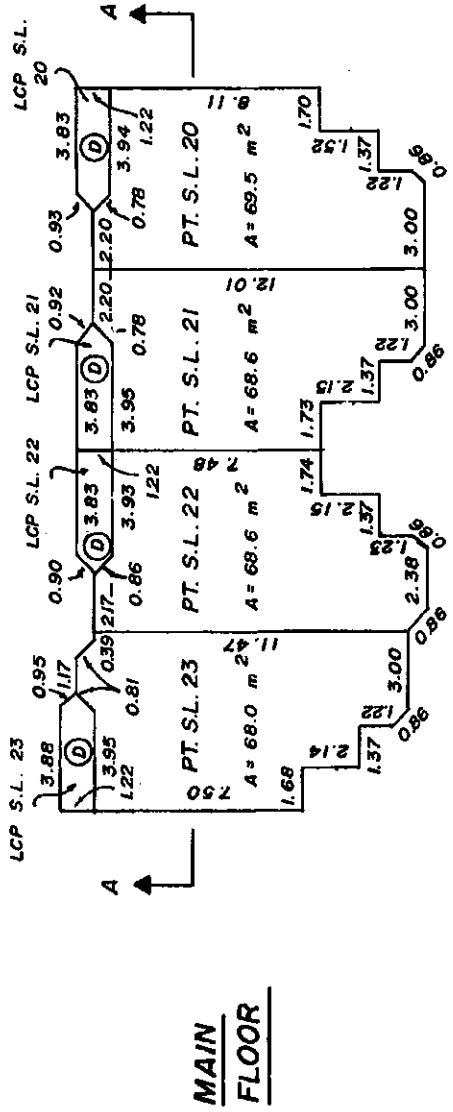 MAIN
FLOOR
A
A
LCP S.L. 23
3.88
D
0.95
1.17
0.81
0.39
3.95
1.22
PT. S.L. 23
A = 68.0 m²
7.50
1.68
2.14
1.37
1.22
0.86
3.00
11.47
LCP S.L. 22
0.90
3.83
D
2.17
0.86
3.93
1.22
PT. S.L. 22
A = 68.6 m²
7.48
0.86
2.38
0.86
1.23
1.37
2.15
1.74
LCP S.L. 21
0.92
3.83
D
3.95
0.78
2.20
PT. S.L. 21
A = 68.6 m²
12.01
1.73
2.15
1.37
1.22
0.86
3.00
LCP S.L.
20
0.93
3.83
D
2.20
0.78
3.94
1.22
PT. S.L. 20
A = 69.5 m²
8.11
1.70
1.52
1.37
1.22
0.86
3.00